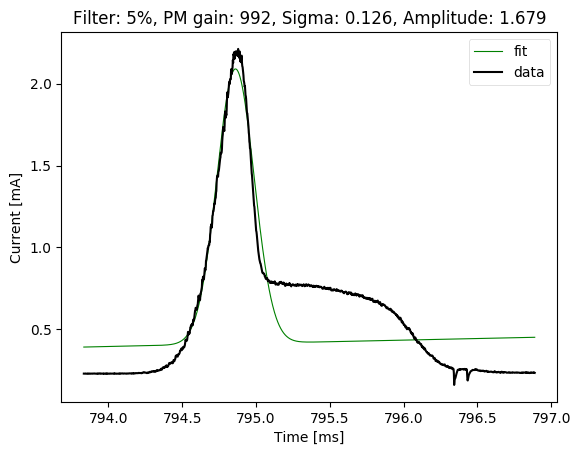 Filter: 5%, PM gain: 992, Sigma: 0.126, Amplitude: 1.679
fit
data
2.0
1.5
1.0
0.5
Current [mA]
794.0 794.5 795.0 795.5 796.0 796.5 797.0
Time [ms]